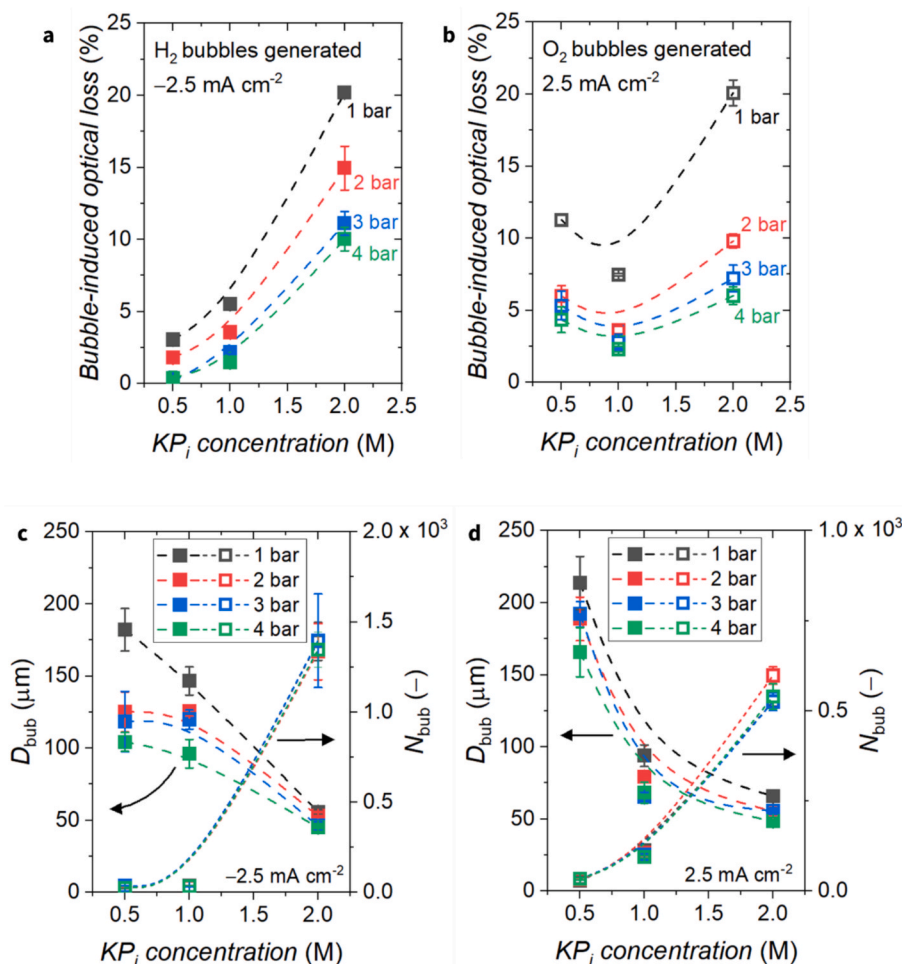 a
H₂ bubbles generated
−2.5 mA cm⁻²
Bubble-induced optical loss (%)
25
20
15
10
5
0
1 bar
2 bar
3 bar
4 bar
0.5 1.0 1.5 2.0 2.5
KPᵢ concentration (M)
b
O₂ bubbles generated
2.5 mA cm⁻²
Bubble-induced optical loss (%)
25
20
15
10
5
0
1 bar
2 bar
3 bar
4 bar
0.5 1.0 1.5 2.0 2.5
KPᵢ concentration (M)
c
1 bar
2 bar
3 bar
4 bar
D_bub (μm)
250
200
150
100
50
0
2.0 x 10³
1.5
1.0
0.5
0.0
N_bub (−)
−2.5 mA cm⁻²
0.5 1.0 1.5 2.0
KPᵢ concentration (M)
d
1 bar
2 bar
3 bar
4 bar
D_bub (μm)
250
200
150
100
50
0
1.0 x 10³
0.5
0.0
N_bub (−)
2.5 mA cm⁻²
0.5 1.0 1.5 2.0
KPᵢ concentration (M)